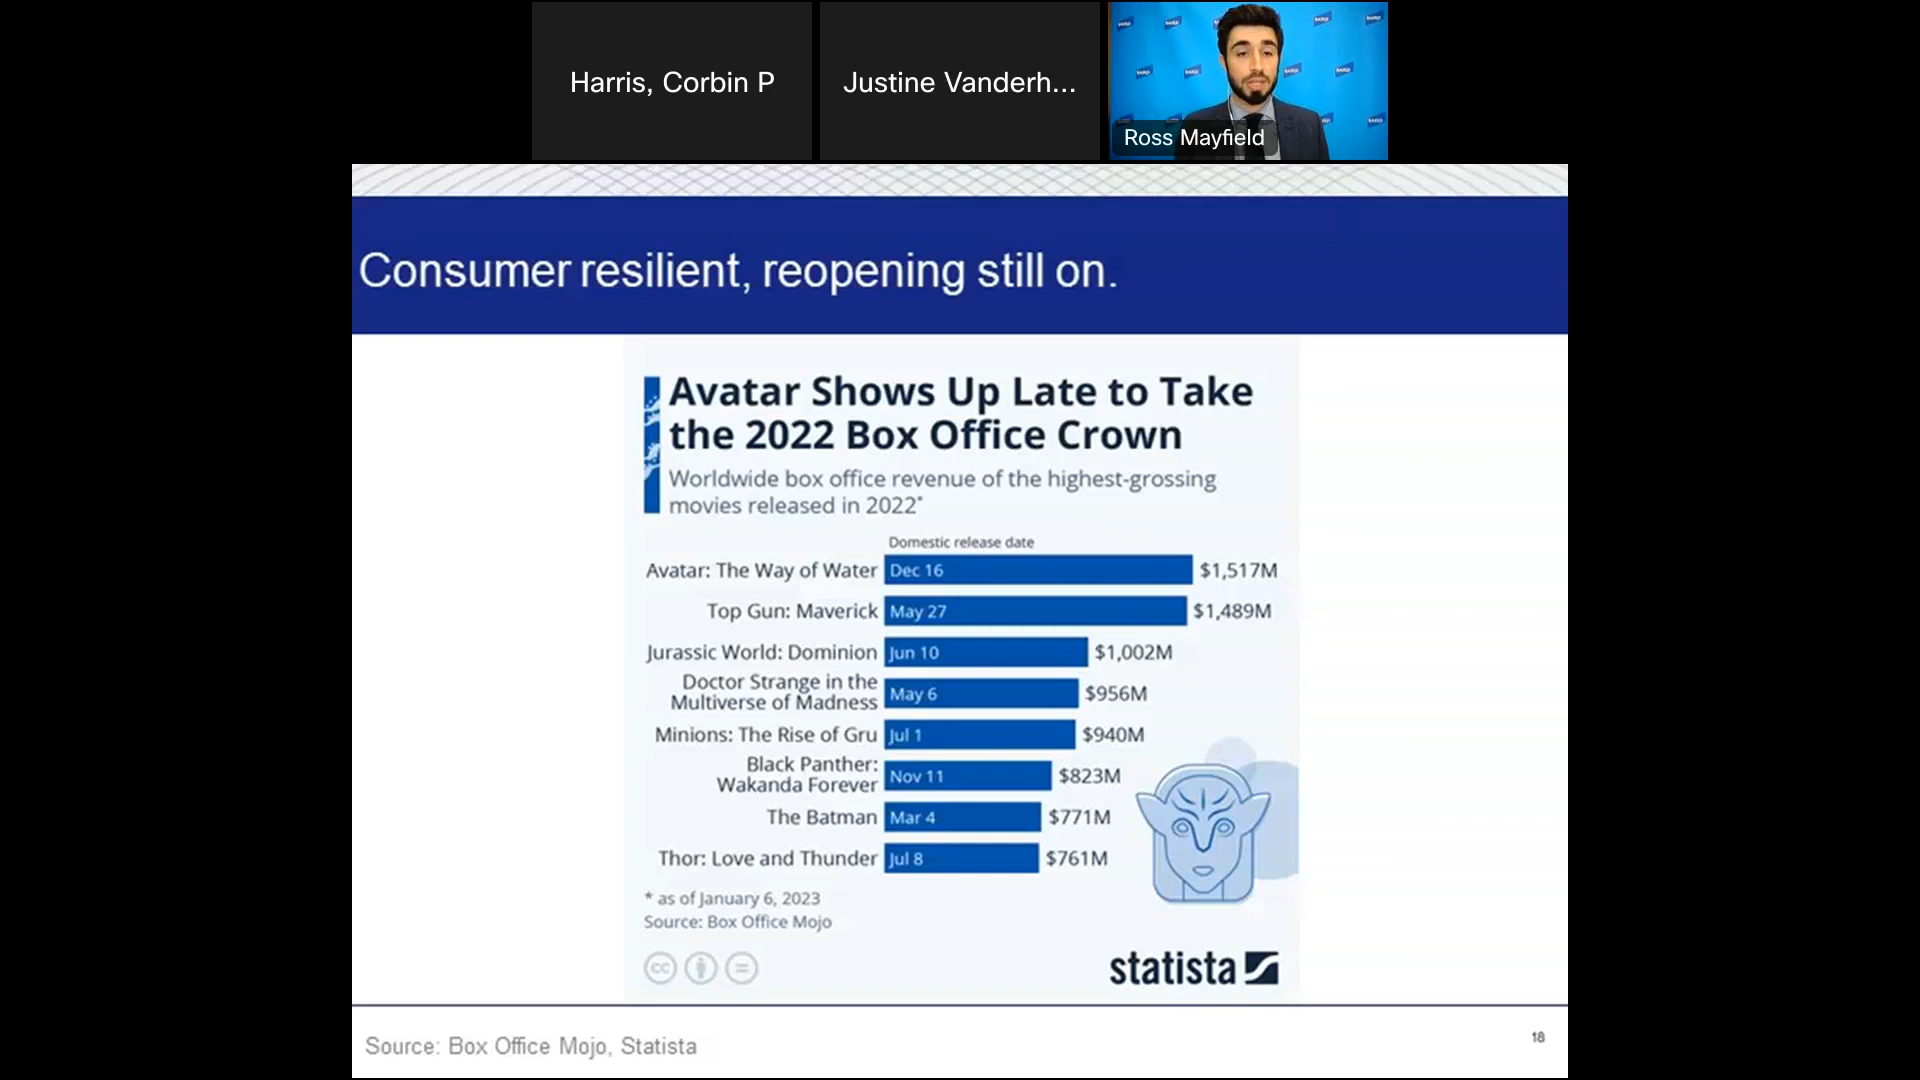 Harris, Corbin P
Justine Vanderh...
BAIRD
Ross Mayfield
Consumer resilient, reopening still on.
Avatar Shows Up Late to Take
the 2022 Box Office Crown
Worldwide box office revenue of the highest-grossing
movies released in 2022*
Domestic release date
Avatar: The Way of Water Dec 16 $1,517M
Top Gun: Maverick May 27 $1,489M
Jurassic World: Dominion Jun 10 $1,002M
Doctor Strange in the
Multiverse of Madness May 6 $956M
Minions: The Rise of Gru Jul 1 $940M
Black Panther:
Wakanda Forever Nov 11 $823M
The Batman Mar 4 $771M
Thor: Love and Thunder Jul 8 $761M
* as of January 6, 2023
Source: Box Office Mojo
cc
statista
Source: Box Office Mojo, Statista
18